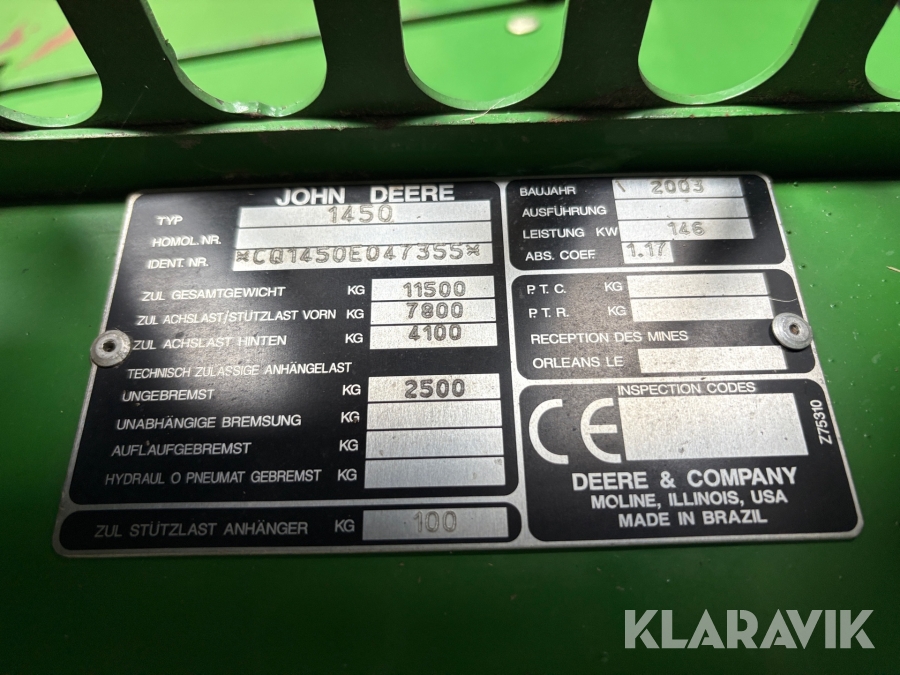 JOHN DEERE
TYP 1450
HOMOL. NR.
IDENT. NR. *CQ1450E047355*
ZUL GESAMTGEWICHT KG 11500
ZUL ACHSLAST/STÜTZLAST VORN KG 7800
ZUL ACHSLAST HINTEN KG 4100
TECHNISCH ZULÄSSIGE ANHÄNGELAST
UNGEBREMST KG 2500
UNABHÄNGIGE BREMSUNG KG
AUFLAUFGEBREMST KG
HYDRAUL O PNEUMAT GEBREMST KG
ZUL STÜTZLAST ANHÄNGER KG 100
BAUJAHR 2003
AUSFÜHRUNG
LEISTUNG KW 146
ABS. COEF. 1.17
P.T.C. KG
P.T.R. KG
RECEPTION DES MINES
ORLEANS LE
INSPECTION CODES
CE
Z75310
DEERE & COMPANY
MOLINE, ILLINOIS, USA
MADE IN BRAZIL
KLARAVIK